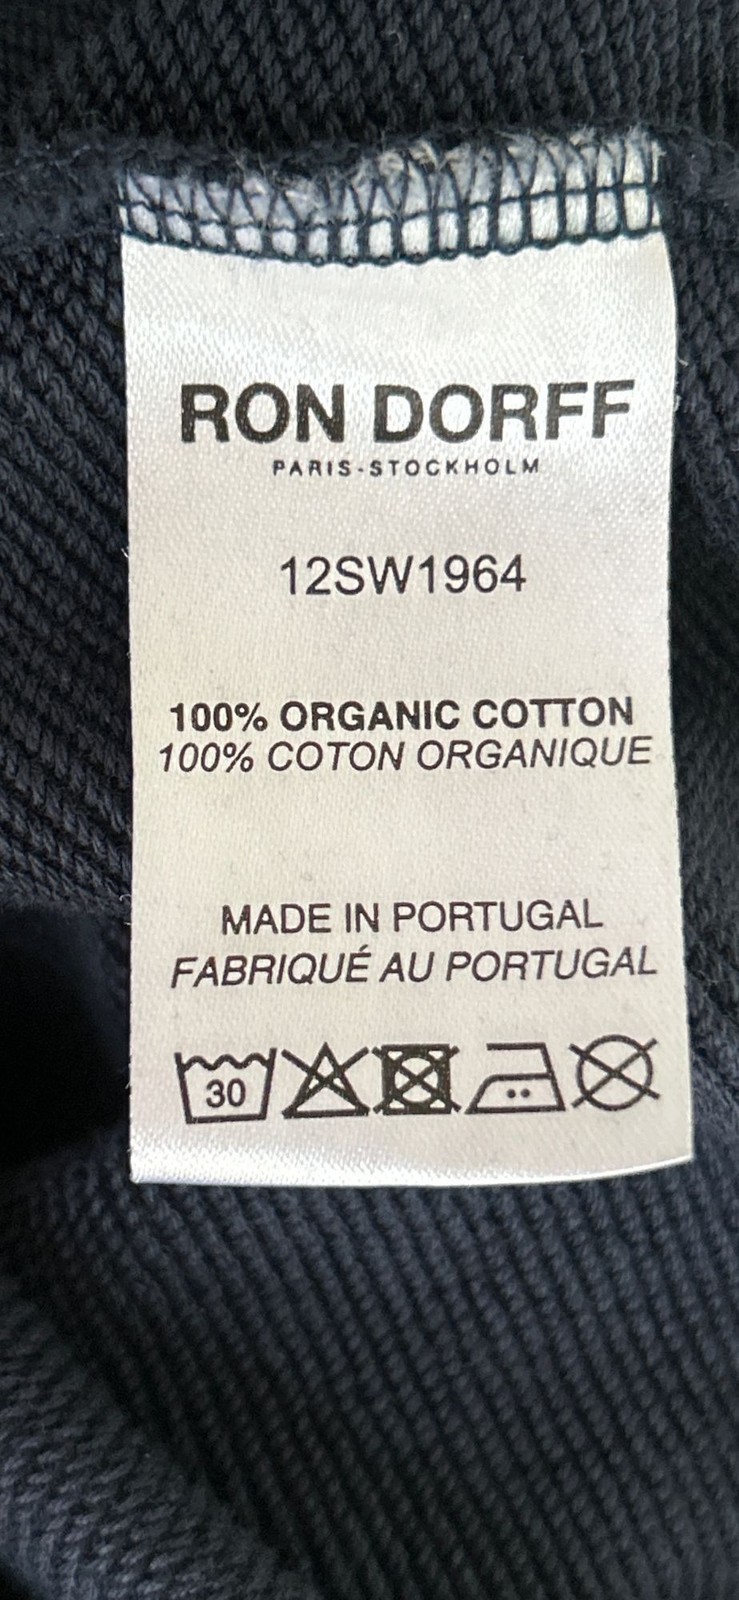 RON DORFF
PARIS-STOCKHOLM
12SW1964
100% ORGANIC COTTON
100% COTON ORGANIQUE
MADE IN PORTUGAL
FABRIQUÉ AU PORTUGAL
30